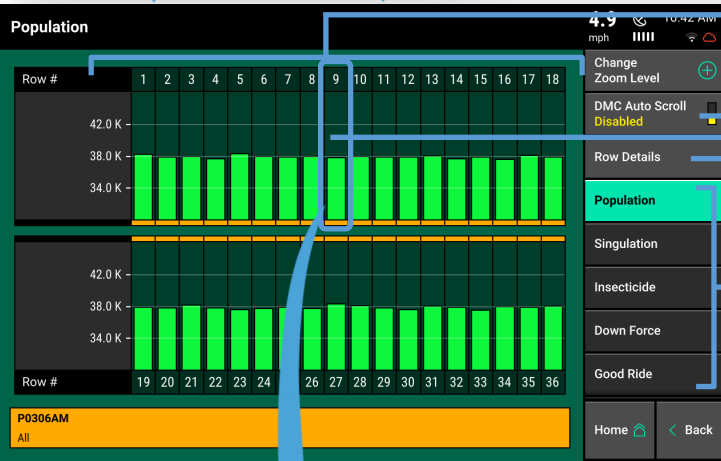 Population
4.9
mph
10:42 AM
Change
Zoom Level
DMC Auto Scroll
Disabled
Row Details
Population
Singulation
Insecticide
Down Force
Good Ride
Home
< Back
Row # 1 2 3 4 5 6 7 8 9 10 11 12 13 14 15 16 17 18
42.0 K
38.0 K
34.0 K
42.0 K
38.0 K
34.0 K
Row # 19 20 21 22 23 24 26 27 28 29 30 31 32 33 34 35 36
P0306AM
All